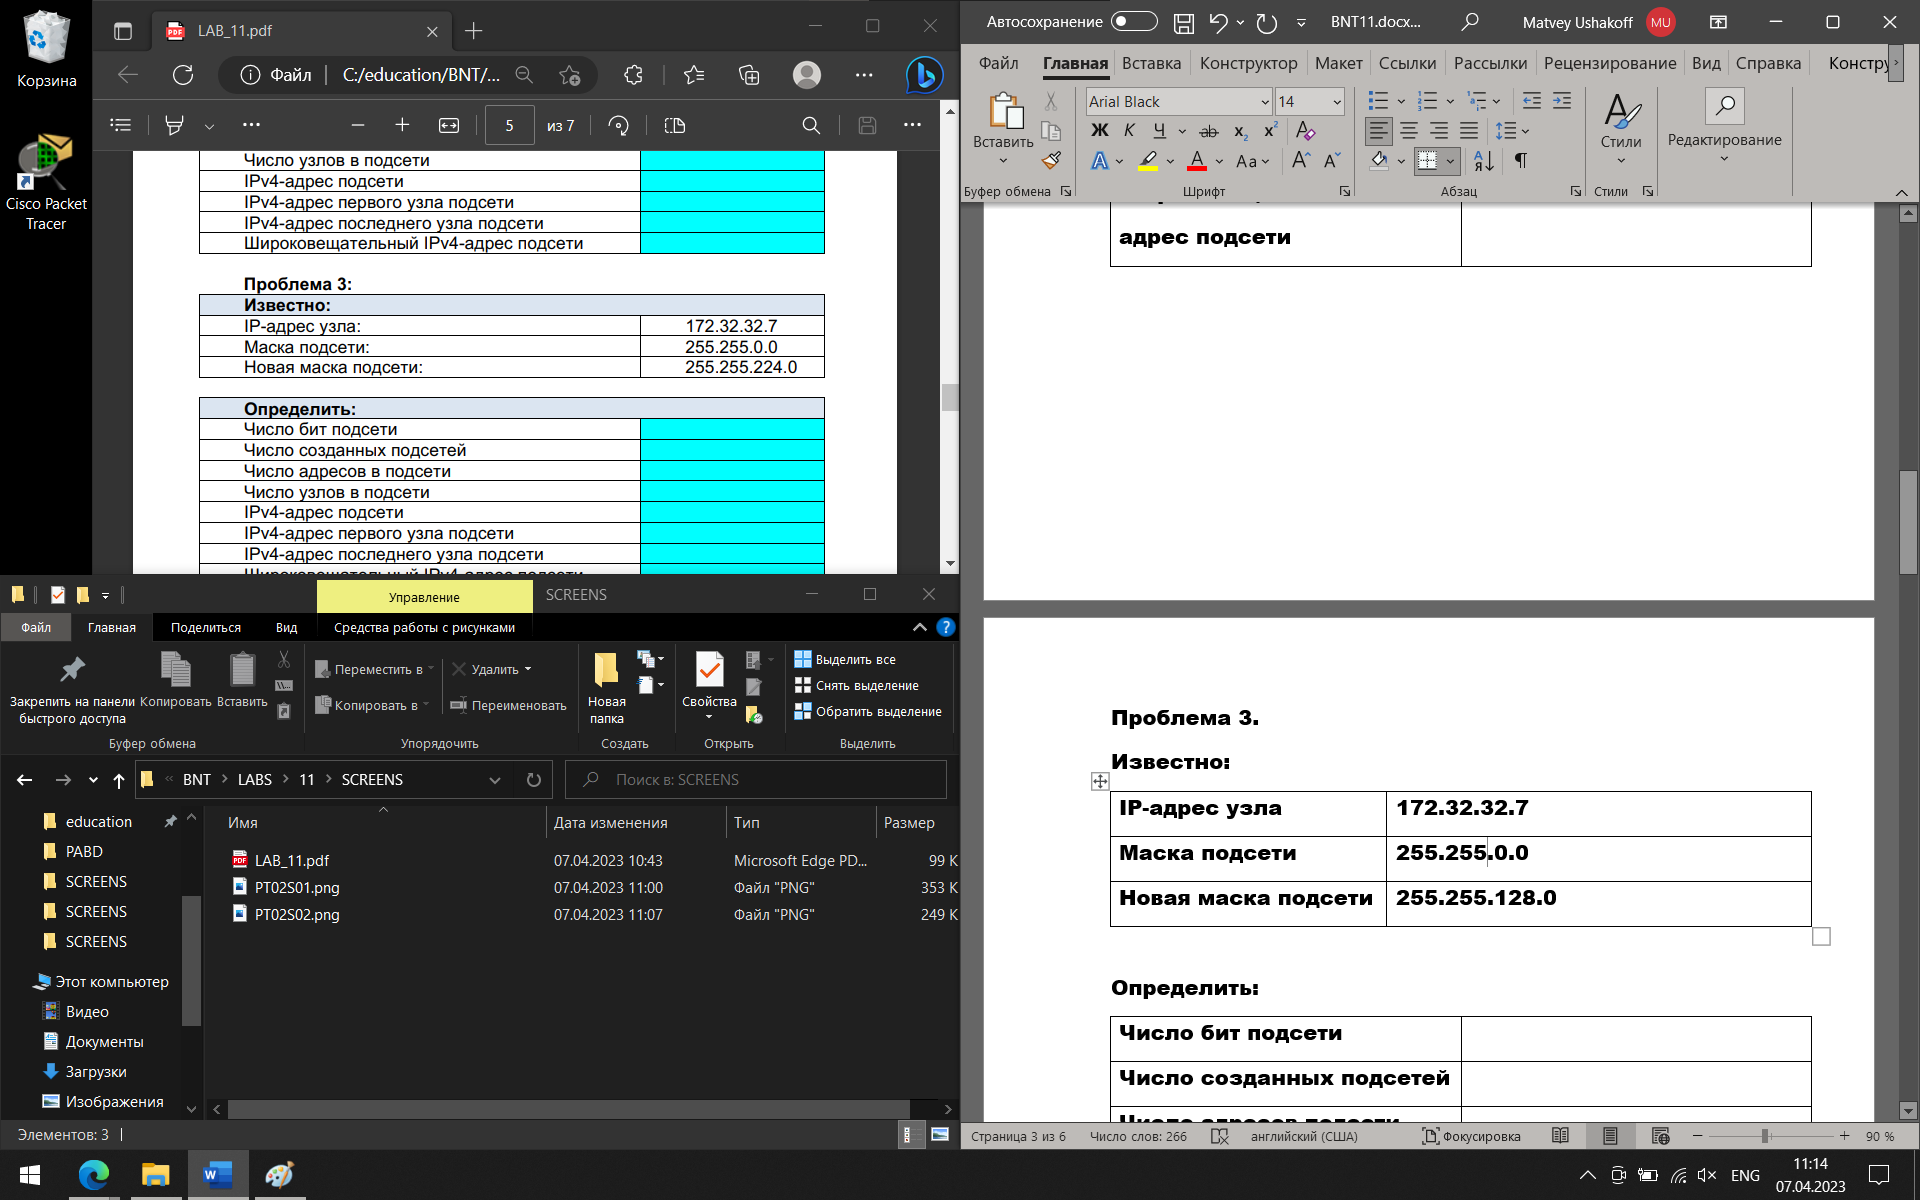 Корзина
Cisco Packet
Tracer
LAB_11.pdf
Файл
C:/education/BNT/...
5
из 7
Число узлов в подсети
IPv4-адрес подсети
IPv4-адрес первого узла подсети
IPv4-адрес последнего узла подсети
Широковещательный IPv4-адрес подсети
Проблема 3:
Известно:
IP-адрес узла: 172.32.32.7
Маска подсети: 255.255.0.0
Новая маска подсети: 255.255.224.0
Определить:
Число бит подсети
Число созданных подсетей
Число адресов в подсети
Число узлов в подсети
IPv4-адрес подсети
IPv4-адрес первого узла подсети
IPv4-адрес последнего узла подсети
Широковещательный IPv4-адрес подсети
Управление
SCREENS
Файл Главная Поделиться Вид Средства работы с рисунками
Закрепить на панели
быстрого доступа
Копировать
Вставить
Переместить в
Копировать в
Удалить
Переименовать
Новая
папка
Свойства
Выделить все
Снять выделение
Обратить выделение
Буфер обмена Упорядочить Создать Открыть Выделить
BNT LABS 11 SCREENS
Поиск в: SCREENS
education
PABD
SCREENS
SCREENS
SCREENS
Этот компьютер
Видео
Документы
Загрузки
Изображения
Имя Дата изменения Тип Размер
LAB_11.pdf 07.04.2023 10:43 Microsoft Edge PD... 99 K
PT02S01.png 07.04.2023 11:00 Файл "PNG" 353 K
PT02S02.png 07.04.2023 11:07 Файл "PNG" 249 K
Элементов: 3
Автосохранение
BNT11.docx...
Matvey Ushakoff
MU
Файл Главная Вставка Конструктор Макет Ссылки Рассылки Рецензирование Вид Справка Констру
Вставить
Arial Black
14
Ж К Ч ab x₂ x²
A A Aa A A
Стили
Редактирование
Буфер обмена Шрифт Абзац Стили
адрес подсети
Проблема 3.
Известно:
IP-адрес узла 172.32.32.7
Маска подсети 255.255.0.0
Новая маска подсети 255.255.128.0
Определить:
Число бит подсети
Число созданных подсетей
Страница 3 из 6 Число слов: 266 английский (США) Фокусировка 90 %
ENG
11:14
07.04.2023